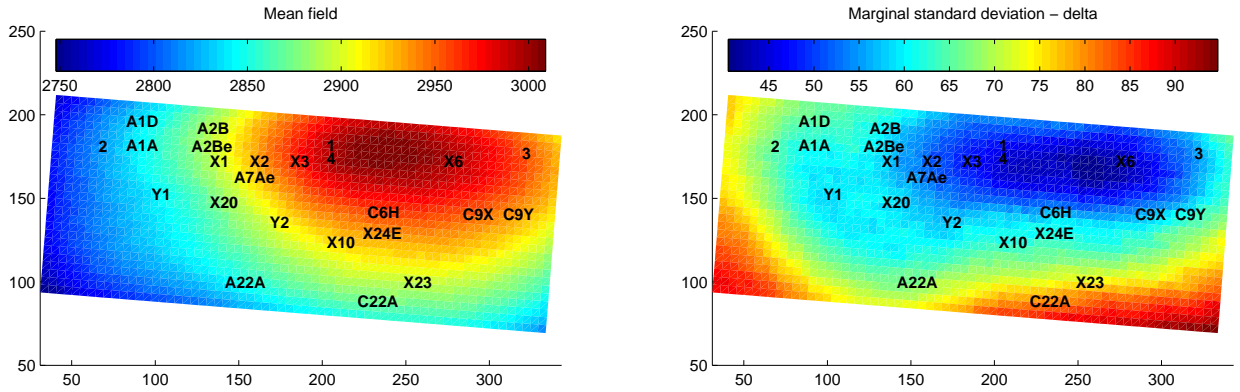 Mean field
250
2750 2800 2850 2900 2950 3000
200
A1D
A2B
2 A1A A2Be 1 3
X1 X2 X3 4 X6
A7Ae
150
Y1 X20
C6H C9X C9Y
Y2
X24E
X10
100
A22A X23
C22A
50
50 100 150 200 250 300
Marginal standard deviation − delta
250
45 50 55 60 65 70 75 80 85 90
200
A1D
A2B
2 A1A A2Be 1 3
X1 X2 X3 4 X6
A7Ae
150
Y1 X20
C6H C9X C9Y
Y2
X24E
X10
100
A22A X23
C22A
50
50 100 150 200 250 300